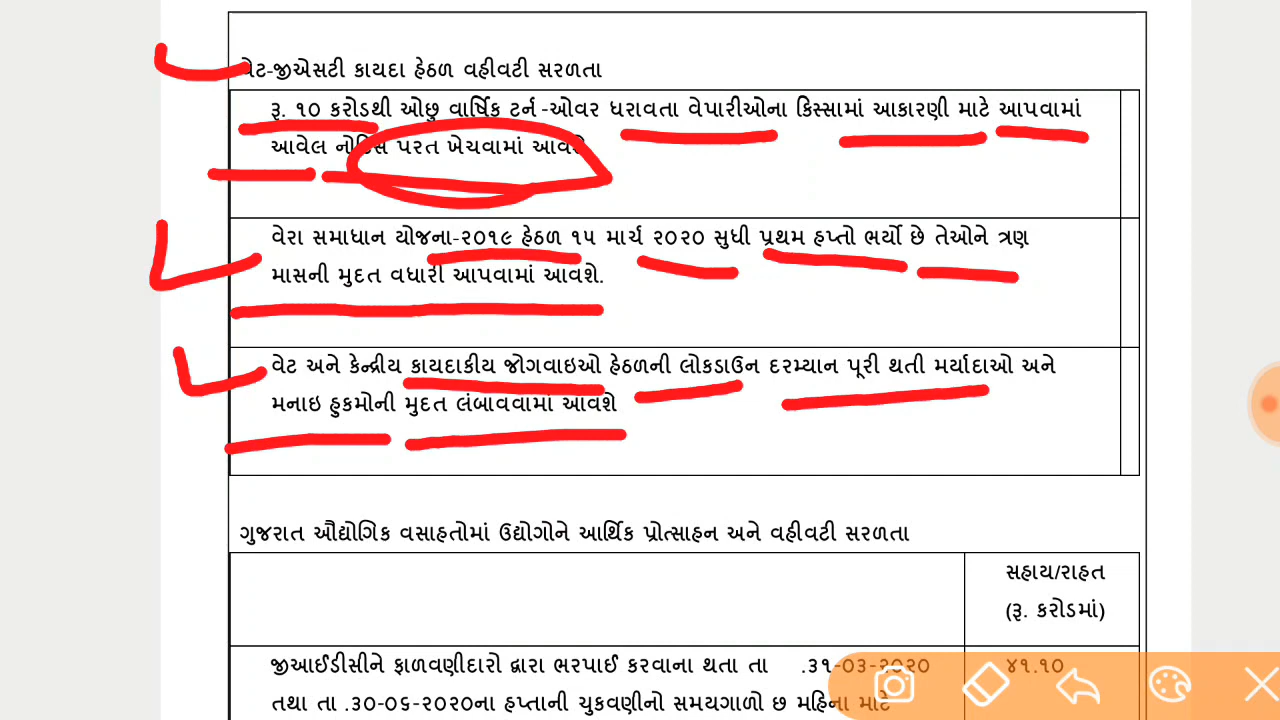 વેટ-જીએસટી કાયદા હેઠળ વહીવટી સરળતા
રૂ. ૧૦ કરોડથી ઓછુ વાર્ષિક ટર્ન -ઓવર ધરાવતા વેપારીઓના કિસ્સામાં આકારણી માટે આપવામાં
આવેલ નોટિસ પરત ખેચવામાં આવશે
વેરા સમાધાન યોજના-૨૦૧૯ હેઠળ ૧૫ માર્ચ ૨૦૨૦ સુધી પ્રથમ હપ્તો ભર્યો છે તેઓને ત્રણ
માસની મુદત વધારી આપવામાં આવશે.
વેટ અને કેન્દ્રીય કાયદાકીય જોગવાઇઓ હેઠળની લોકડાઉન દરમ્યાન પૂરી થતી મર્યાદાઓ અને
મનાઇ હુકમોની મુદત લંબાવવામાં આવશે
ગુજરાત ઔદ્યોગિક વસાહતોમાં ઉદ્યોગોને આર્થિક પ્રોત્સાહન અને વહીવટી સરળતા
સહાય/રાહત
(રૂ. કરોડમાં)
જીઆઈડીસીને ફાળવણીદારો દ્વારા ભરપાઈ કરવાના થતા તા .૩૧-૦૩-૨૦૨૦ ૪૧.૧૦
તથા તા .૩૦-૦૬-૨૦૨૦ના હપ્તાની ચુકવણીનો સમયગાળો છ મહિના માટે